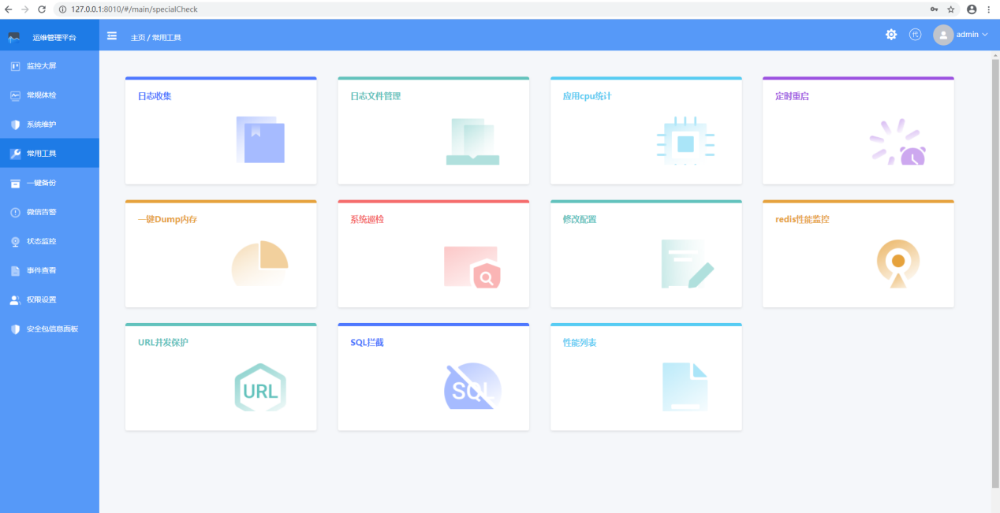 127.0.0.1:8010/#/main/specialCheck
运维管理平台
主页 / 常用工具
代
admin
监控大屏
常规体检
系统维护
常用工具
一键备份
微信告警
状态监控
事件查看
权限设置
安全包信息面板
日志收集
日志文件管理
应用cpu统计
定时重启
一键Dump内存
系统巡检
修改配置
redis性能监控
URL并发保护
URL
SQL拦截
SQL
性能列表